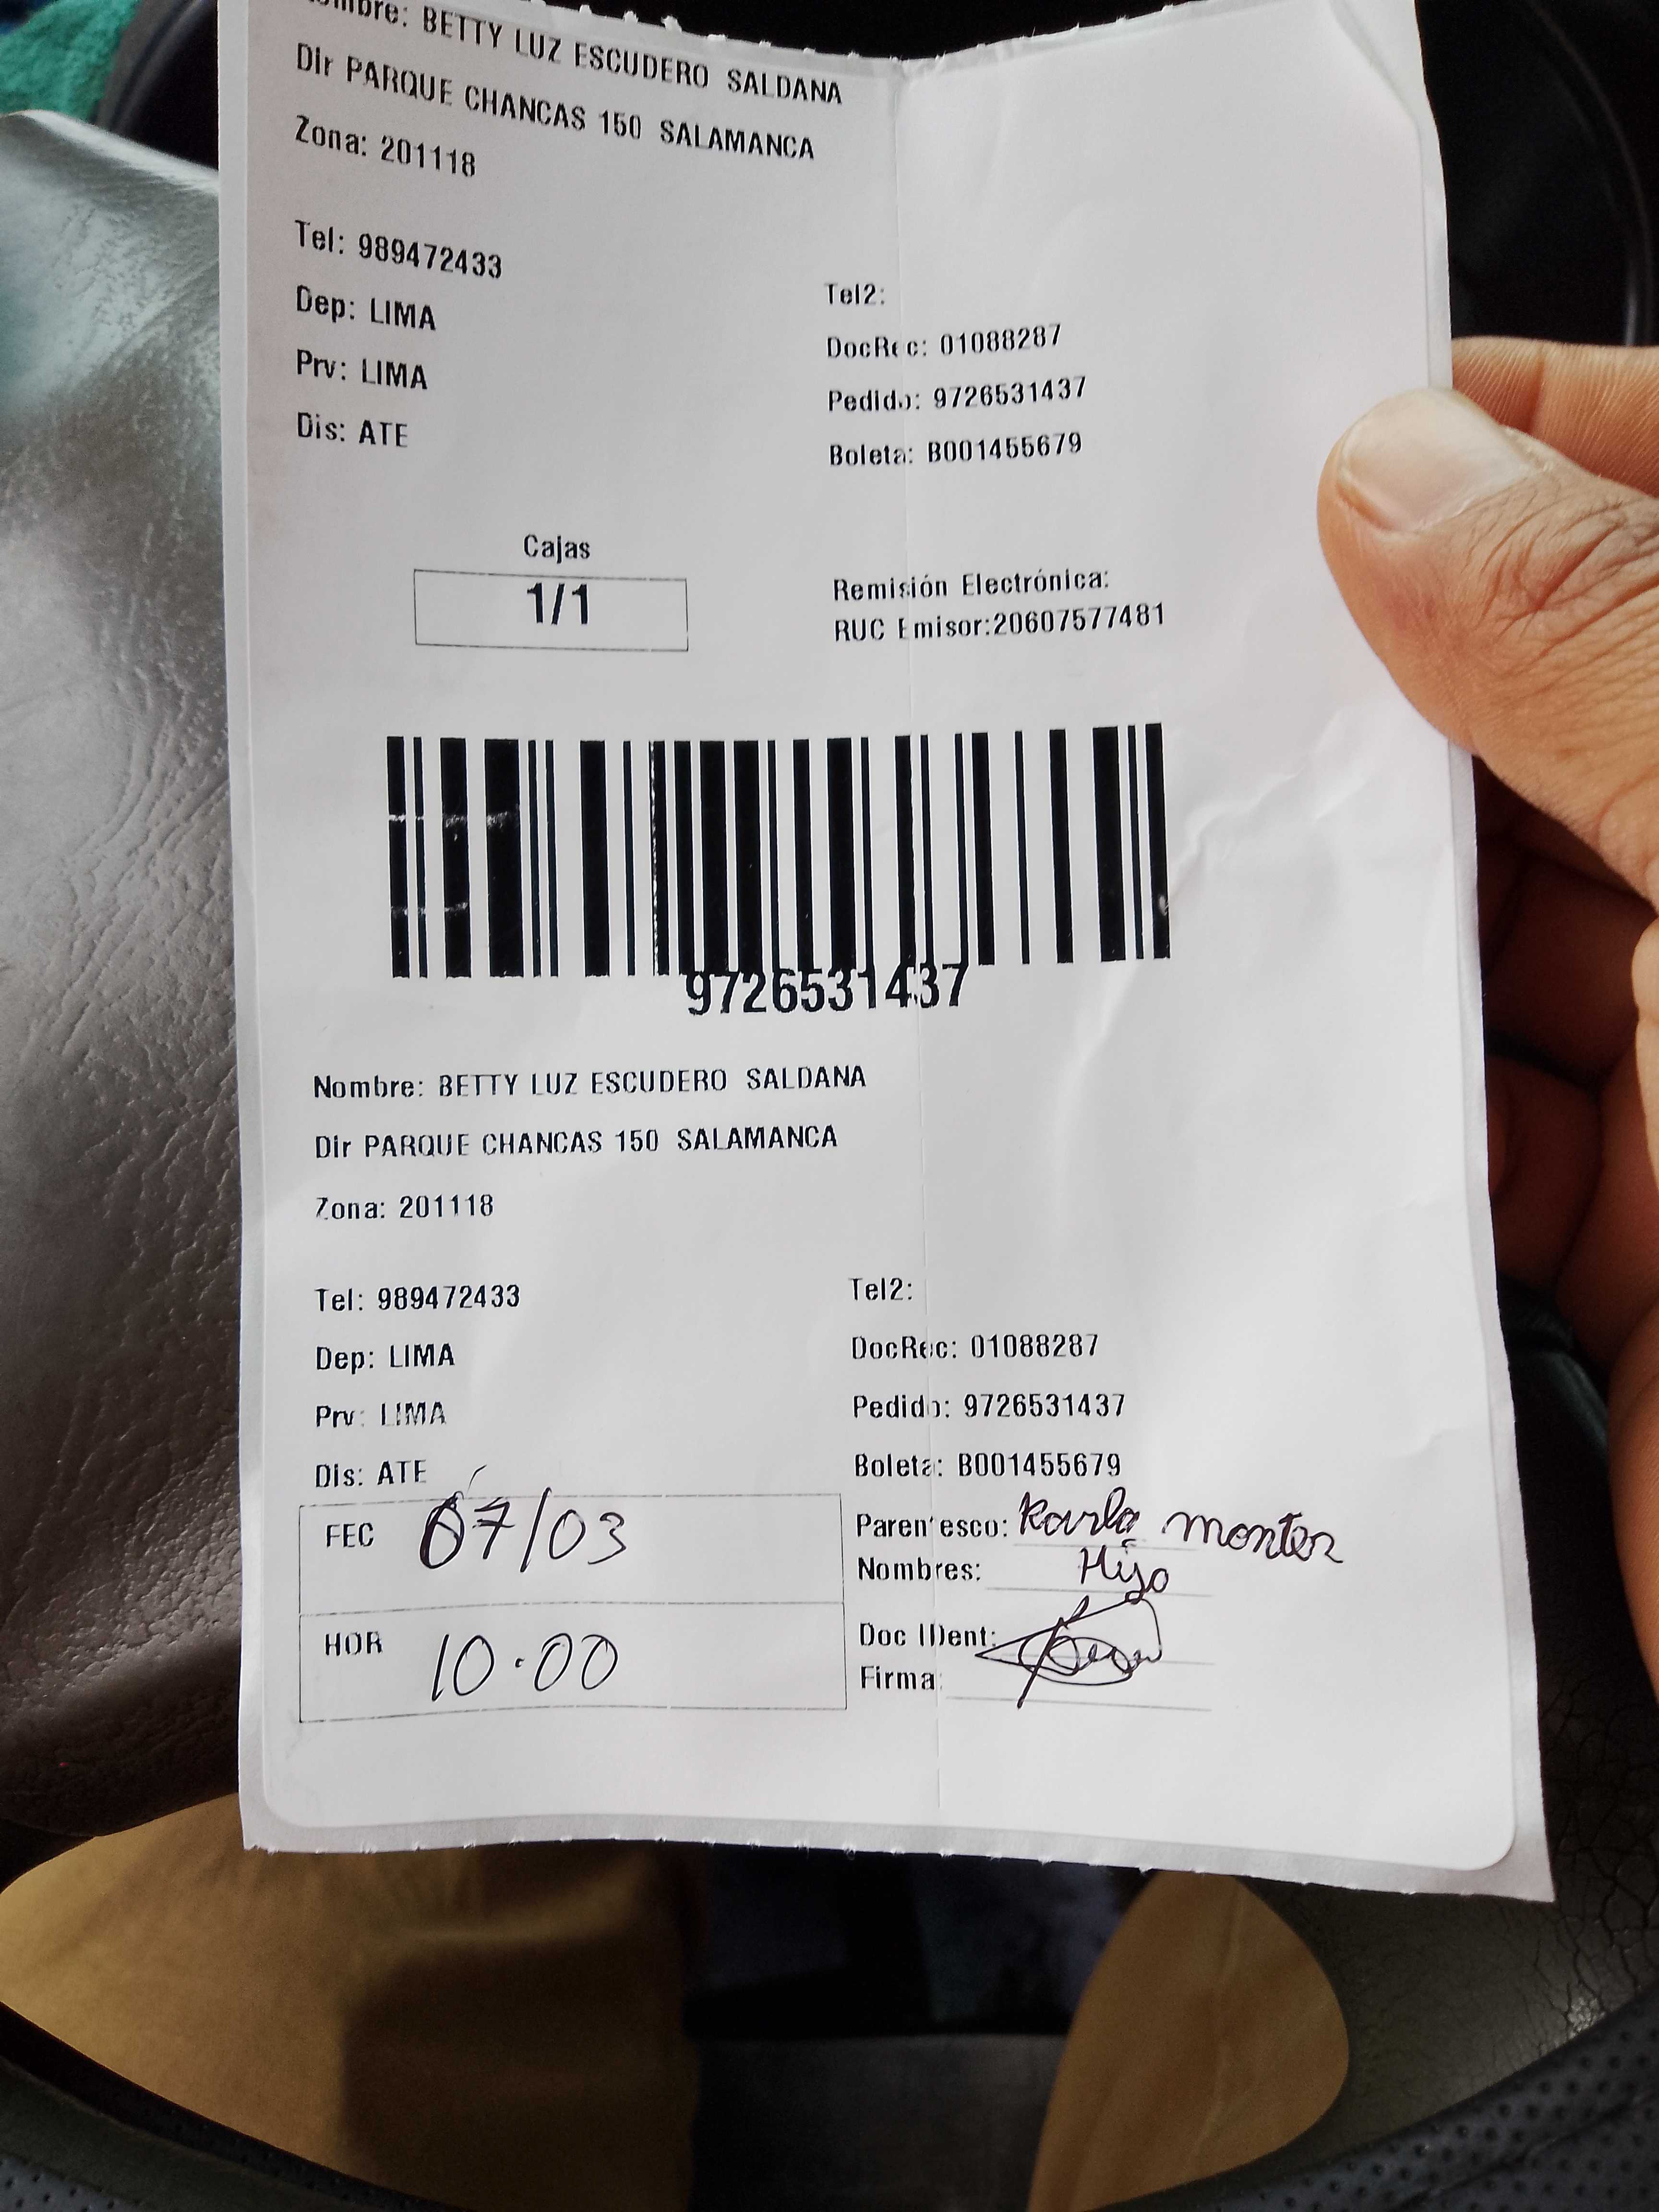 Nombre: BETTY LUZ ESCUDERO SALDANA
Dir PARQUE CHANCAS 150 SALAMANCA
Zona: 201118
Tel: 989472433
Tel2:
Dep: LIMA
DocRec: 01088287
Prv: LIMA
Pedido: 9726531437
Dis: ATE
Boleta: B001455679
Cajas
1/1
Remisión Electrónica:
RUC Emisor:20607577481
9726531437
Nombre: BETTY LUZ ESCUDERO SALDANA
Dir PARQUE CHANCAS 150 SALAMANCA
Zona: 201118
Tel: 989472433
Tel2:
Dep: LIMA
DocRec: 01088287
Prv: LIMA
Pedido: 9726531437
Dis: ATE
Boleta: B001455679
FEC 07/03
Parentesco: Karla
Nombres: Hijo
HOR 10.00
Doc IDent:
Firma: